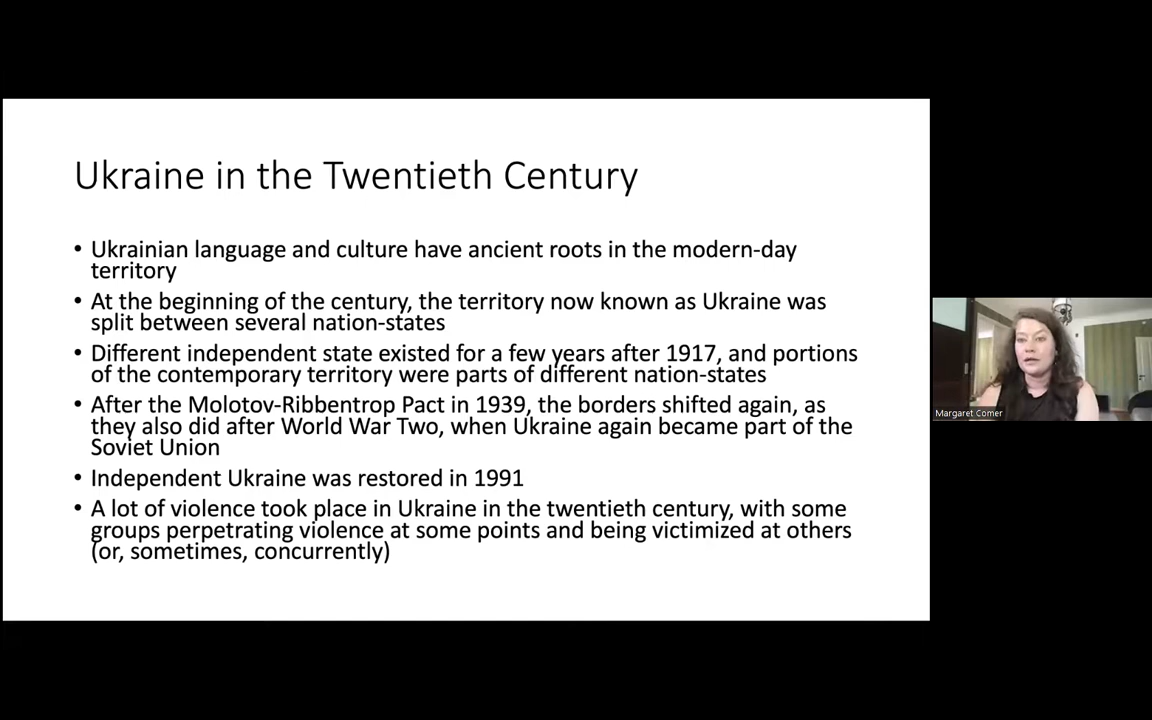 Ukraine in the Twentieth Century
• Ukrainian language and culture have ancient roots in the modern-day
territory
• At the beginning of the century, the territory now known as Ukraine was
split between several nation-states
• Different independent state existed for a few years after 1917, and portions
of the contemporary territory were parts of different nation-states
• After the Molotov-Ribbentrop Pact in 1939, the borders shifted again, as
they also did after World War Two, when Ukraine again became part of the
Soviet Union
• Independent Ukraine was restored in 1991
• A lot of violence took place in Ukraine in the twentieth century, with some
groups perpetrating violence at some points and being victimized at others
(or, sometimes, concurrently)
Margaret Comer